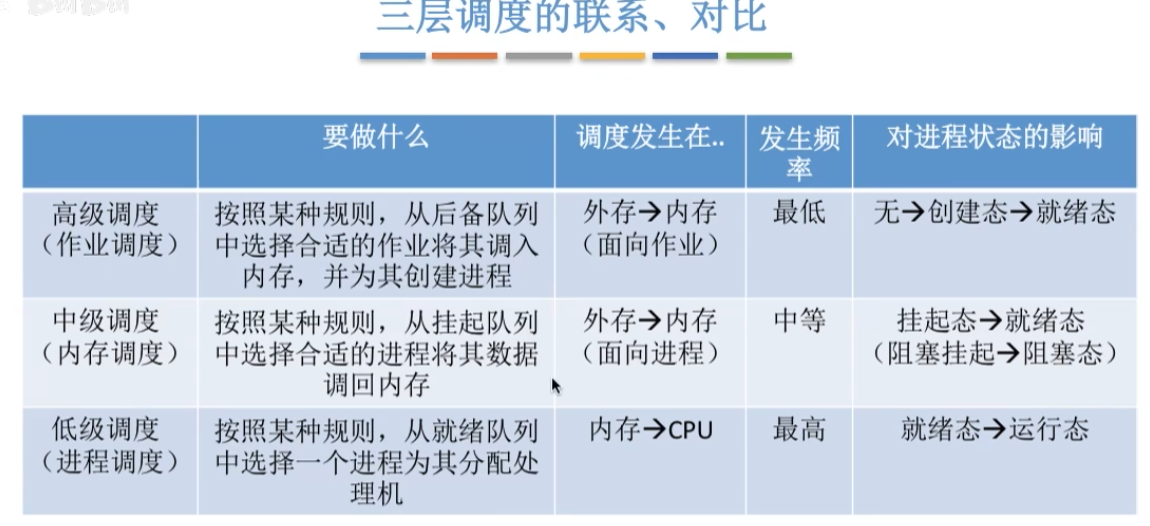 三层调度的联系、对比
要做什么
调度发生在..
发生频
率
对进程状态的影响
高级调度
（作业调度）
按照某种规则，从后备队列
中选择合适的作业将其调入
内存，并为其创建进程
外存→内存
（面向作业）
最低
无→创建态→就绪态
中级调度
（内存调度）
按照某种规则，从挂起队列
中选择合适的进程将其数据
调回内存
外存→内存
（面向进程）
中等
挂起态→就绪态
（阻塞挂起→阻塞态）
低级调度
（进程调度）
按照某种规则，从就绪队列
中选择一个进程为其分配处
理机
内存→CPU
最高
就绪态→运行态